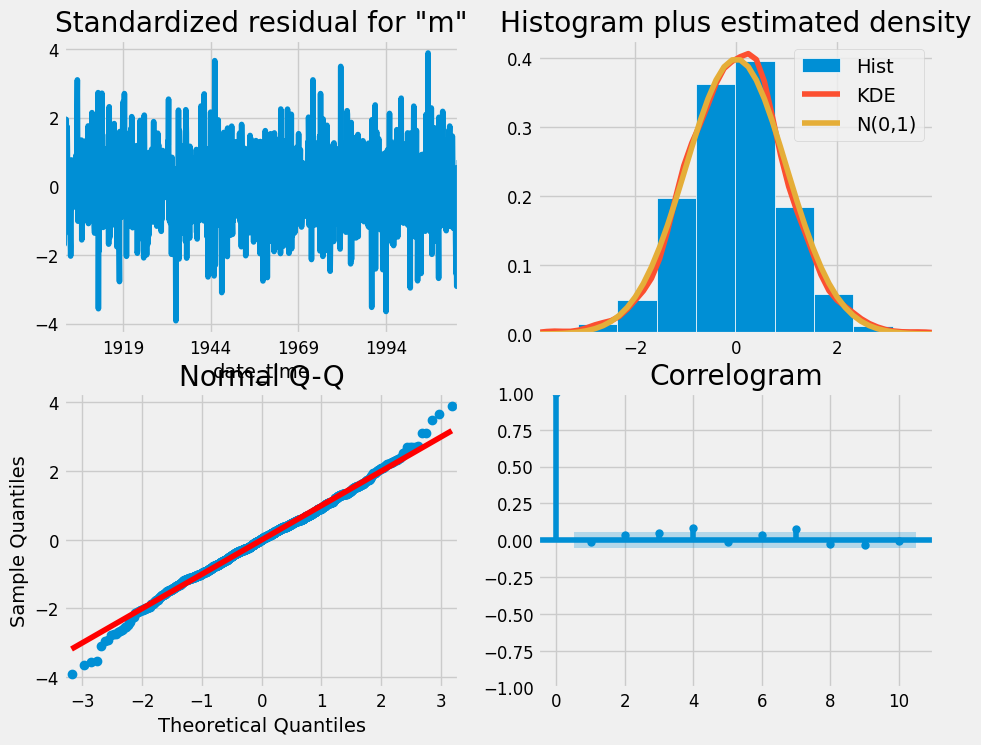 Standardized residual for "m"
4
2
0
−2
−4
1919 1944 1969 1994
date_time
Histogram plus estimated density
0.4
0.3
0.2
0.1
0.0
−2 0 2
Hist
KDE
N(0,1)
Normal Q-Q
Sample Quantiles
4
2
0
−2
−4
−3 −2 −1 0 1 2 3
Theoretical Quantiles
Correlogram
1.00
0.75
0.50
0.25
0.00
−0.25
−0.50
−0.75
−1.00
0 2 4 6 8 10